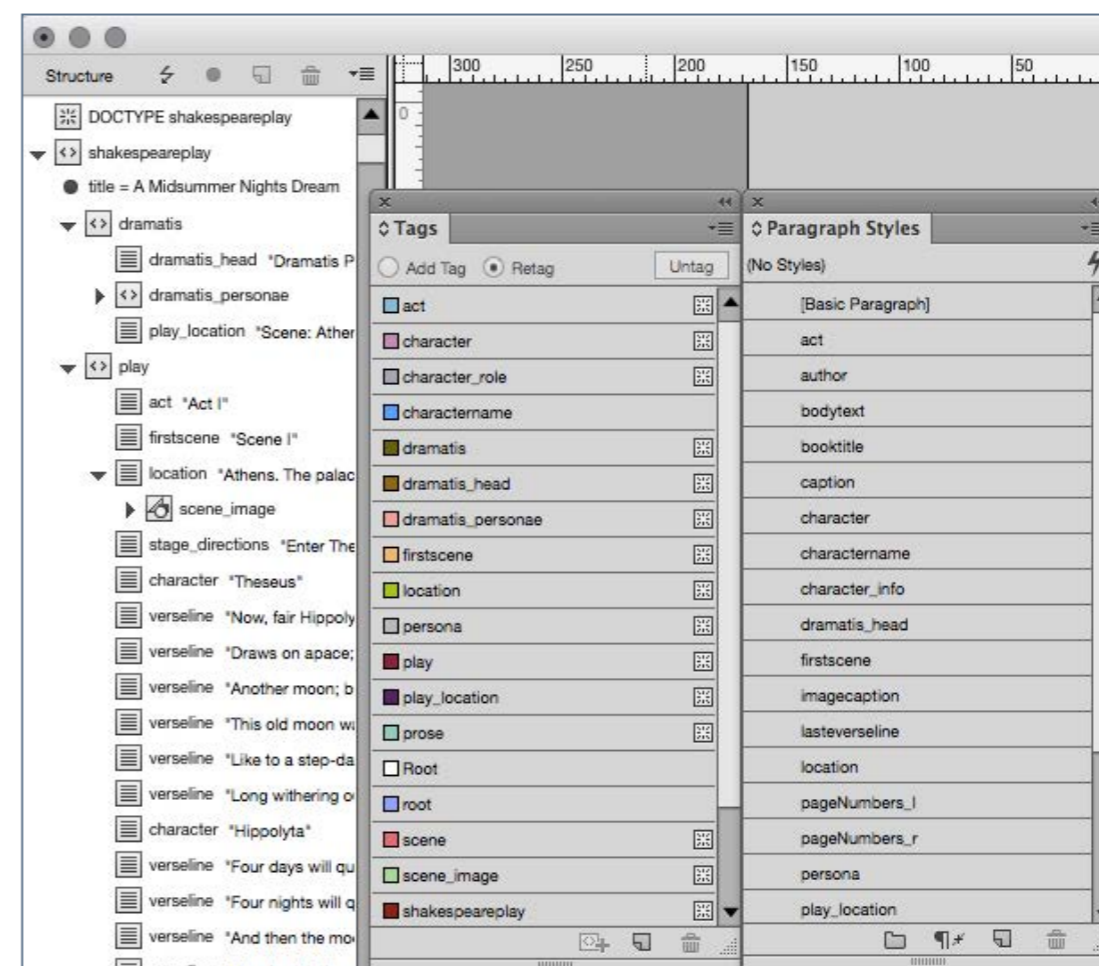 Structure
300 250 200 150 100 50
0
DOCTYPE shakespeareplay
shakespeareplay
title = A Midsummer Nights Dream
dramatis
dramatis_head "Dramatis P
dramatis_personae
play_location "Scene: Ather
play
act "Act I"
firstscene "Scene I"
location "Athens. The palac
scene_image
stage_directions "Enter The
character "Theseus"
verseline "Now, fair Hippoly
verseline "Draws on apace;
verseline "Another moon; b
verseline "This old moon wa
verseline "Like to a step-da
verseline "Long withering o
character "Hippolyta"
verseline "Four days will qu
verseline "Four nights will q
verseline "And then the mo
Tags
Add Tag Retag Untag
act
character
character_role
charactername
dramatis
dramatis_head
dramatis_personae
firstscene
location
persona
play
play_location
prose
Root
root
scene
scene_image
shakespeareplay
Paragraph Styles
(No Styles)
[Basic Paragraph]
act
author
bodytext
booktitle
caption
character
charactername
character_info
dramatis_head
firstscene
imagecaption
lasteverseline
location
pageNumbers_l
pageNumbers_r
persona
play_location